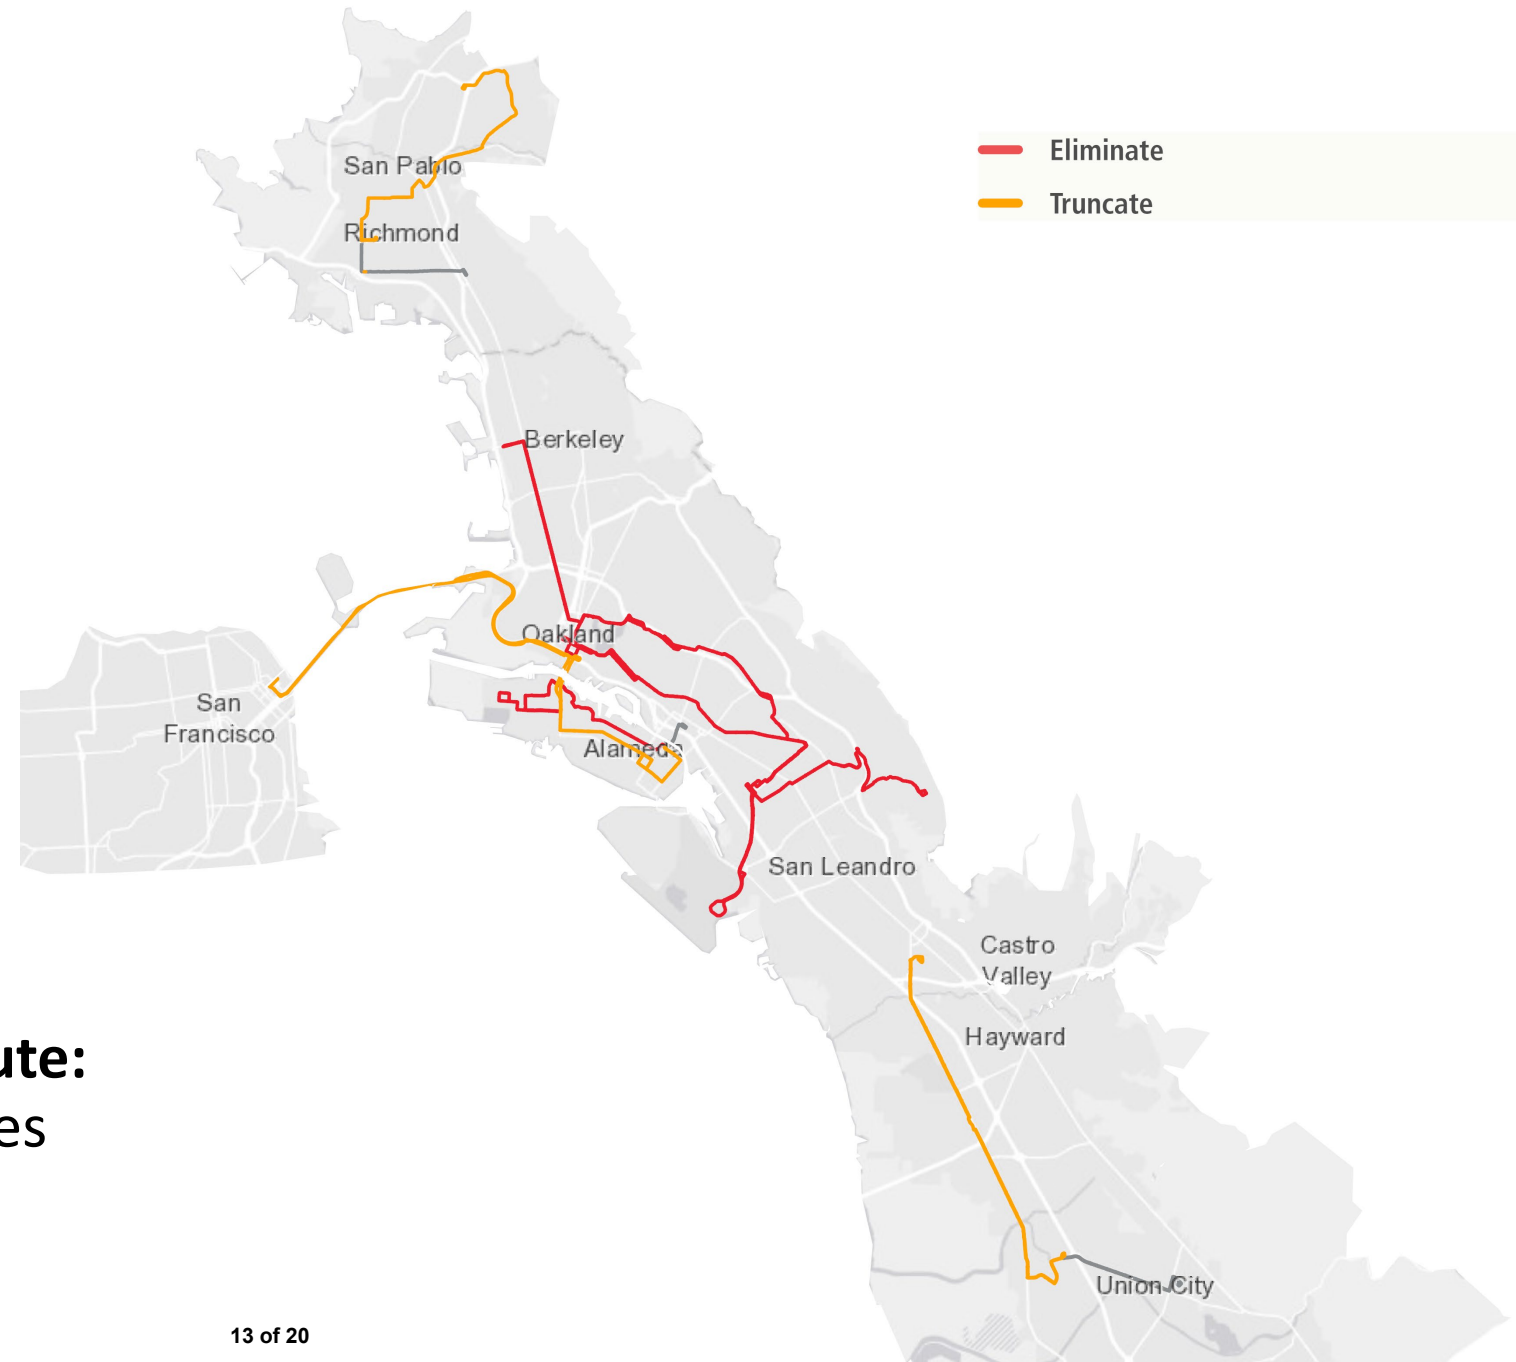 San Pablo
Richmond
Eliminate
Truncate
Berkeley
Oakland
San
Francisco
Alameda
San Leandro
Castro
Valley
Hayward
ute:
es
Union City
13 of 20